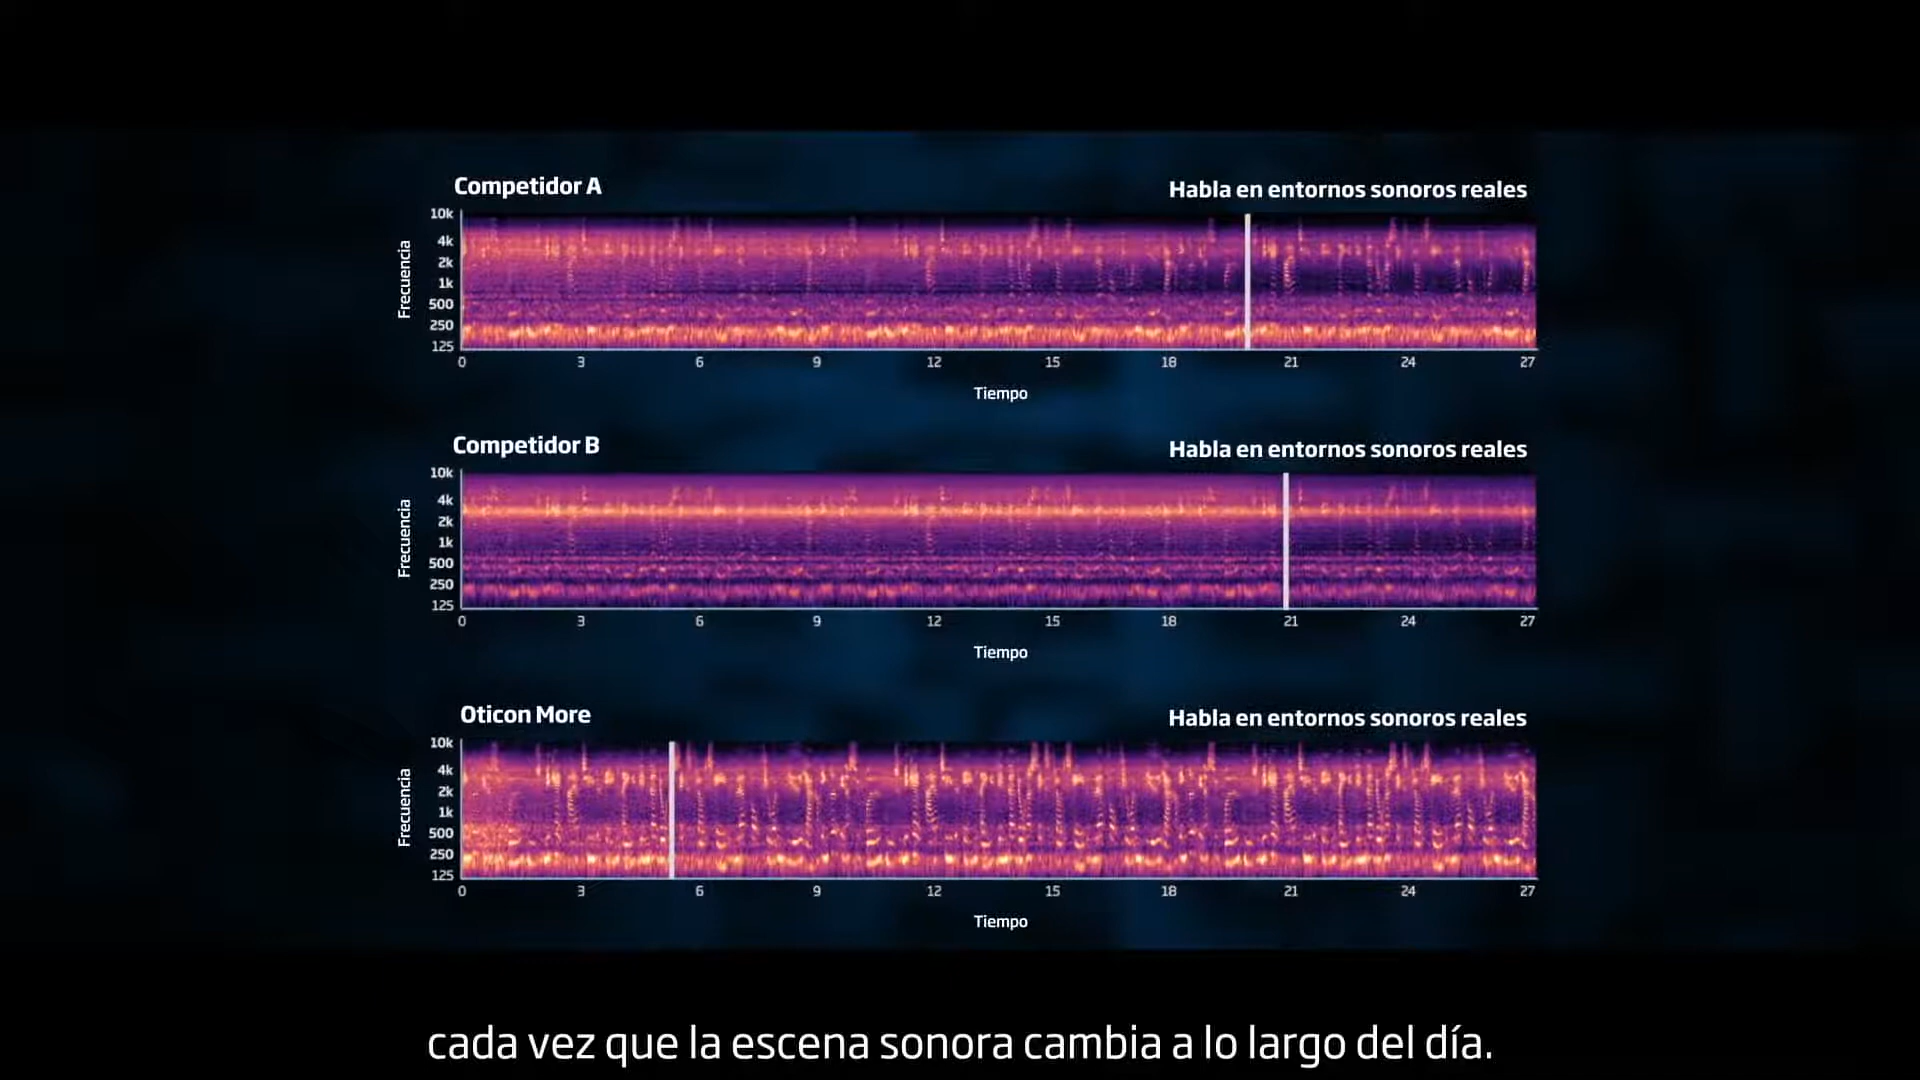 Competidor A
Habla en entornos sonoros reales
Frecuencia
10k
4k
2k
1k
500
250
125
0 3 6 9 12 15 18 21 24 27
Tiempo
Competidor B
Habla en entornos sonoros reales
Frecuencia
10k
4k
2k
1k
500
250
125
0 3 6 9 12 15 18 21 24 27
Tiempo
Oticon More
Habla en entornos sonoros reales
Frecuencia
10k
4k
2k
1k
500
250
125
0 3 6 9 12 15 18 21 24 27
Tiempo
cada vez que la escena sonora cambia a lo largo del día.